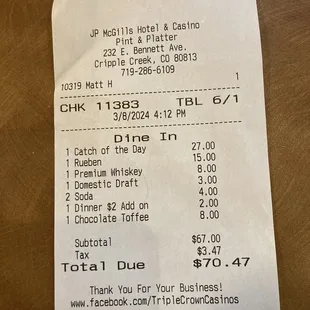 JP McGills Hotel & Casino
Pint & Platter
232 E. Bennett Ave.
Cripple Creek, CO 80813
719-286-6109
10319 Matt H 1
CHK 11383 TBL 6/1
3/8/2024 4:12 PM
Dine In
1 Catch of the Day 27.00
1 Rueben 15.00
1 Premium Whiskey 8.00
1 Domestic Draft 3.00
2 Soda 4.00
1 Dinner $2 Add on 2.00
1 Chocolate Toffee 8.00
Subtotal $67.00
Tax $3.47
Total Due $70.47
Thank You For Your Business!
www.facebook.com/TripleCrownCasinos